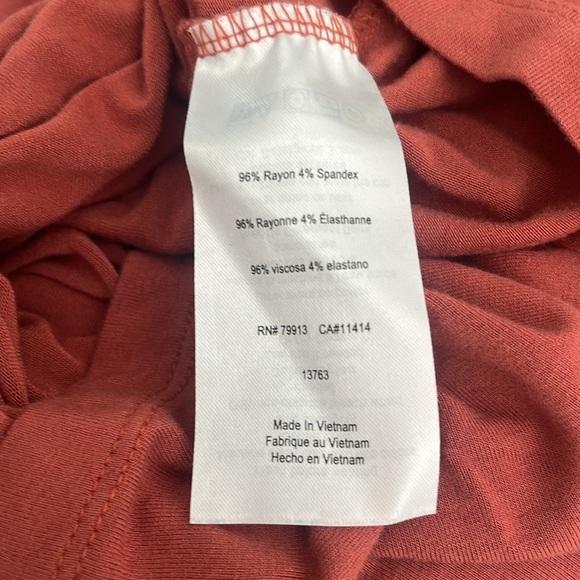 96% Rayon 4% Spandex
96% Rayonne 4% Élasthanne
96% viscosa 4% elastano
RN# 79913 CA#11414
13763
Made In Vietnam
Fabrique au Vietnam
Hecho en Vietnam